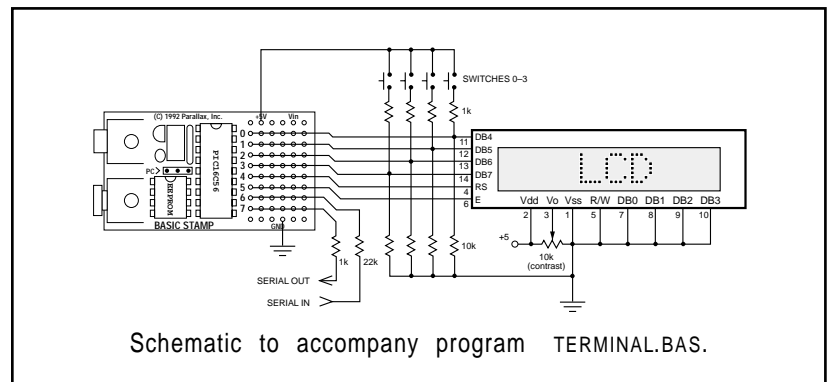 SWITCHES 0–3
1k
(C) 1992 Parallax, Inc.
+5V
Vin
0
1
2
3
4
5
6
7
PIC16C56
PC>
EEPROM
BASIC STAMP
GND
DB4
11
DB5
12
DB6
13
DB7
14
RS
4
E
6
LCD
Vdd Vo Vss R/W DB0 DB1 DB2 DB3
2 3 1 5 7 8 9 10
+5
10k
(contrast)
10k
1k
22k
SERIAL OUT
SERIAL IN
Schematic to accompany program TERMINAL.BAS.